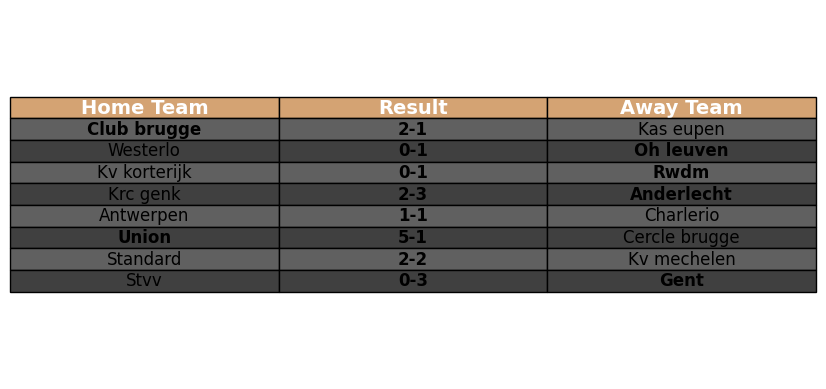 Home Team Result Away Team
Club brugge 2-1 Kas eupen
Westerlo 0-1 Oh leuven
Kv korterijk 0-1 Rwdm
Krc genk 2-3 Anderlecht
Antwerpen 1-1 Charlerio
Union 5-1 Cercle brugge
Standard 2-2 Kv mechelen
Stvv 0-3 Gent